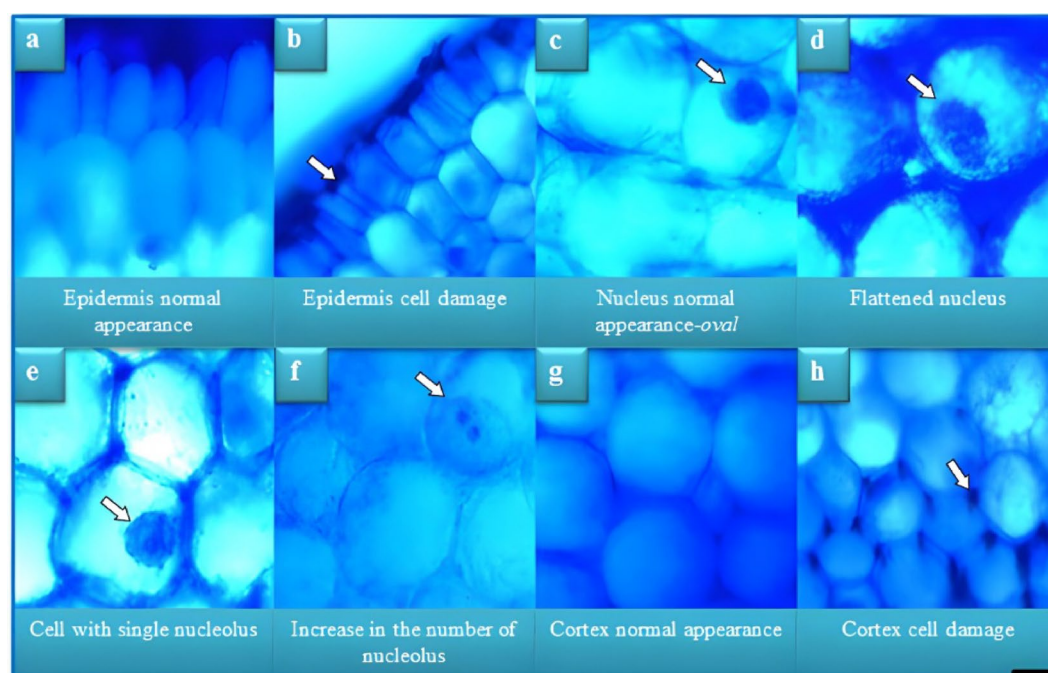 a
b
c
d
Epidermis normal
appearance
Epidermis cell damage
Nucleus normal
appearance-oval
Flattened nucleus
e
f
g
h
Cell with single nucleolus
Increase in the number of
nucleolus
Cortex normal appearance
Cortex cell damage